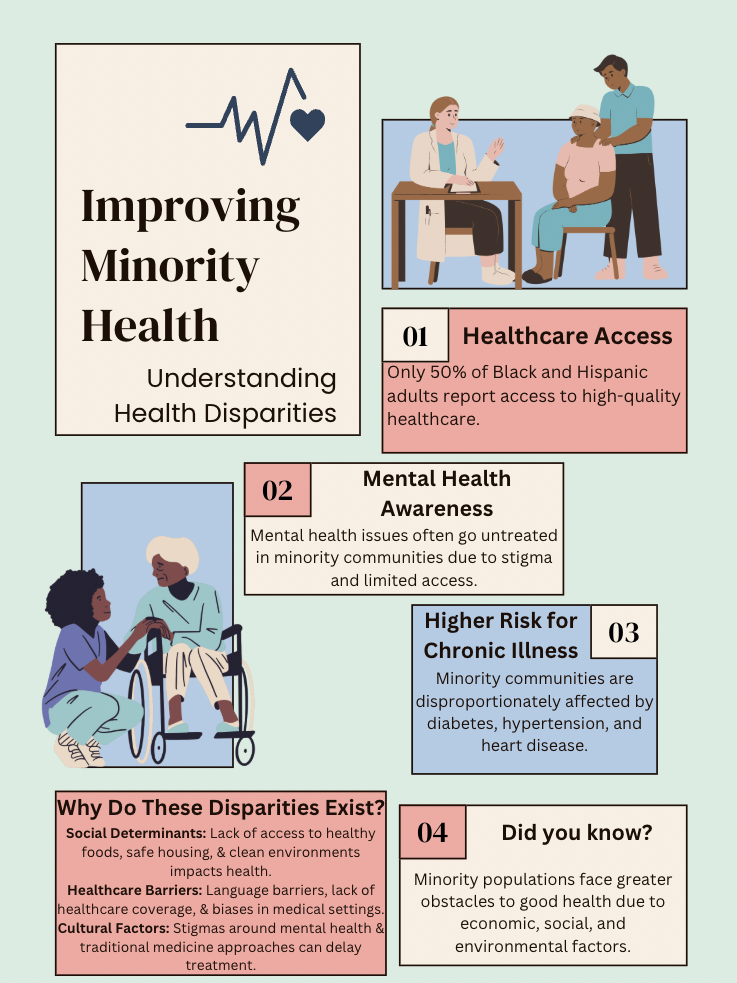 Improving
Minority
Health
Understanding
Health Disparities
01
Healthcare Access
Only 50% of Black and Hispanic
adults report access to high-quality
healthcare.
02
Mental Health
Awareness
Mental health issues often go untreated
in minority communities due to stigma
and limited access.
Higher Risk for
Chronic Illness
03
Minority communities are
disproportionately affected by
diabetes, hypertension, and
heart disease.
Why Do These Disparities Exist?
Social Determinants: Lack of access to healthy
foods, safe housing, & clean environments
impacts health.
Healthcare Barriers: Language barriers, lack of
healthcare coverage, & biases in medical settings.
Cultural Factors: Stigmas around mental health &
traditional medicine approaches can delay
treatment.
04
Did you know?
Minority populations face greater
obstacles to good health due to
economic, social, and
environmental factors.